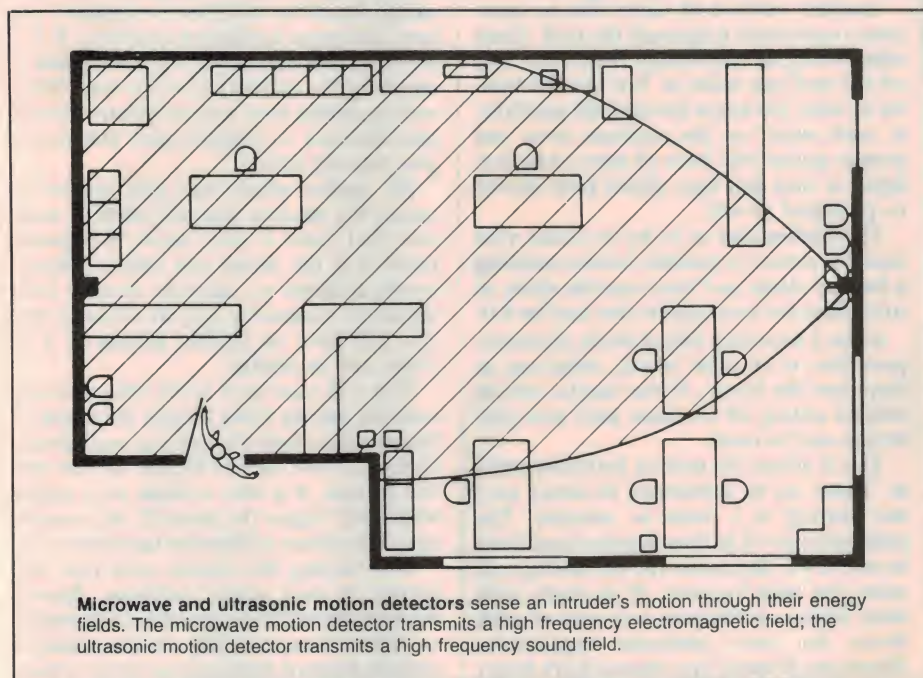 Microwave and ultrasonic motion detectors sense an intruder's motion through their energy
fields. The microwave motion detector transmits a high frequency electromagnetic field; the
ultrasonic motion detector transmits a high frequency sound field.